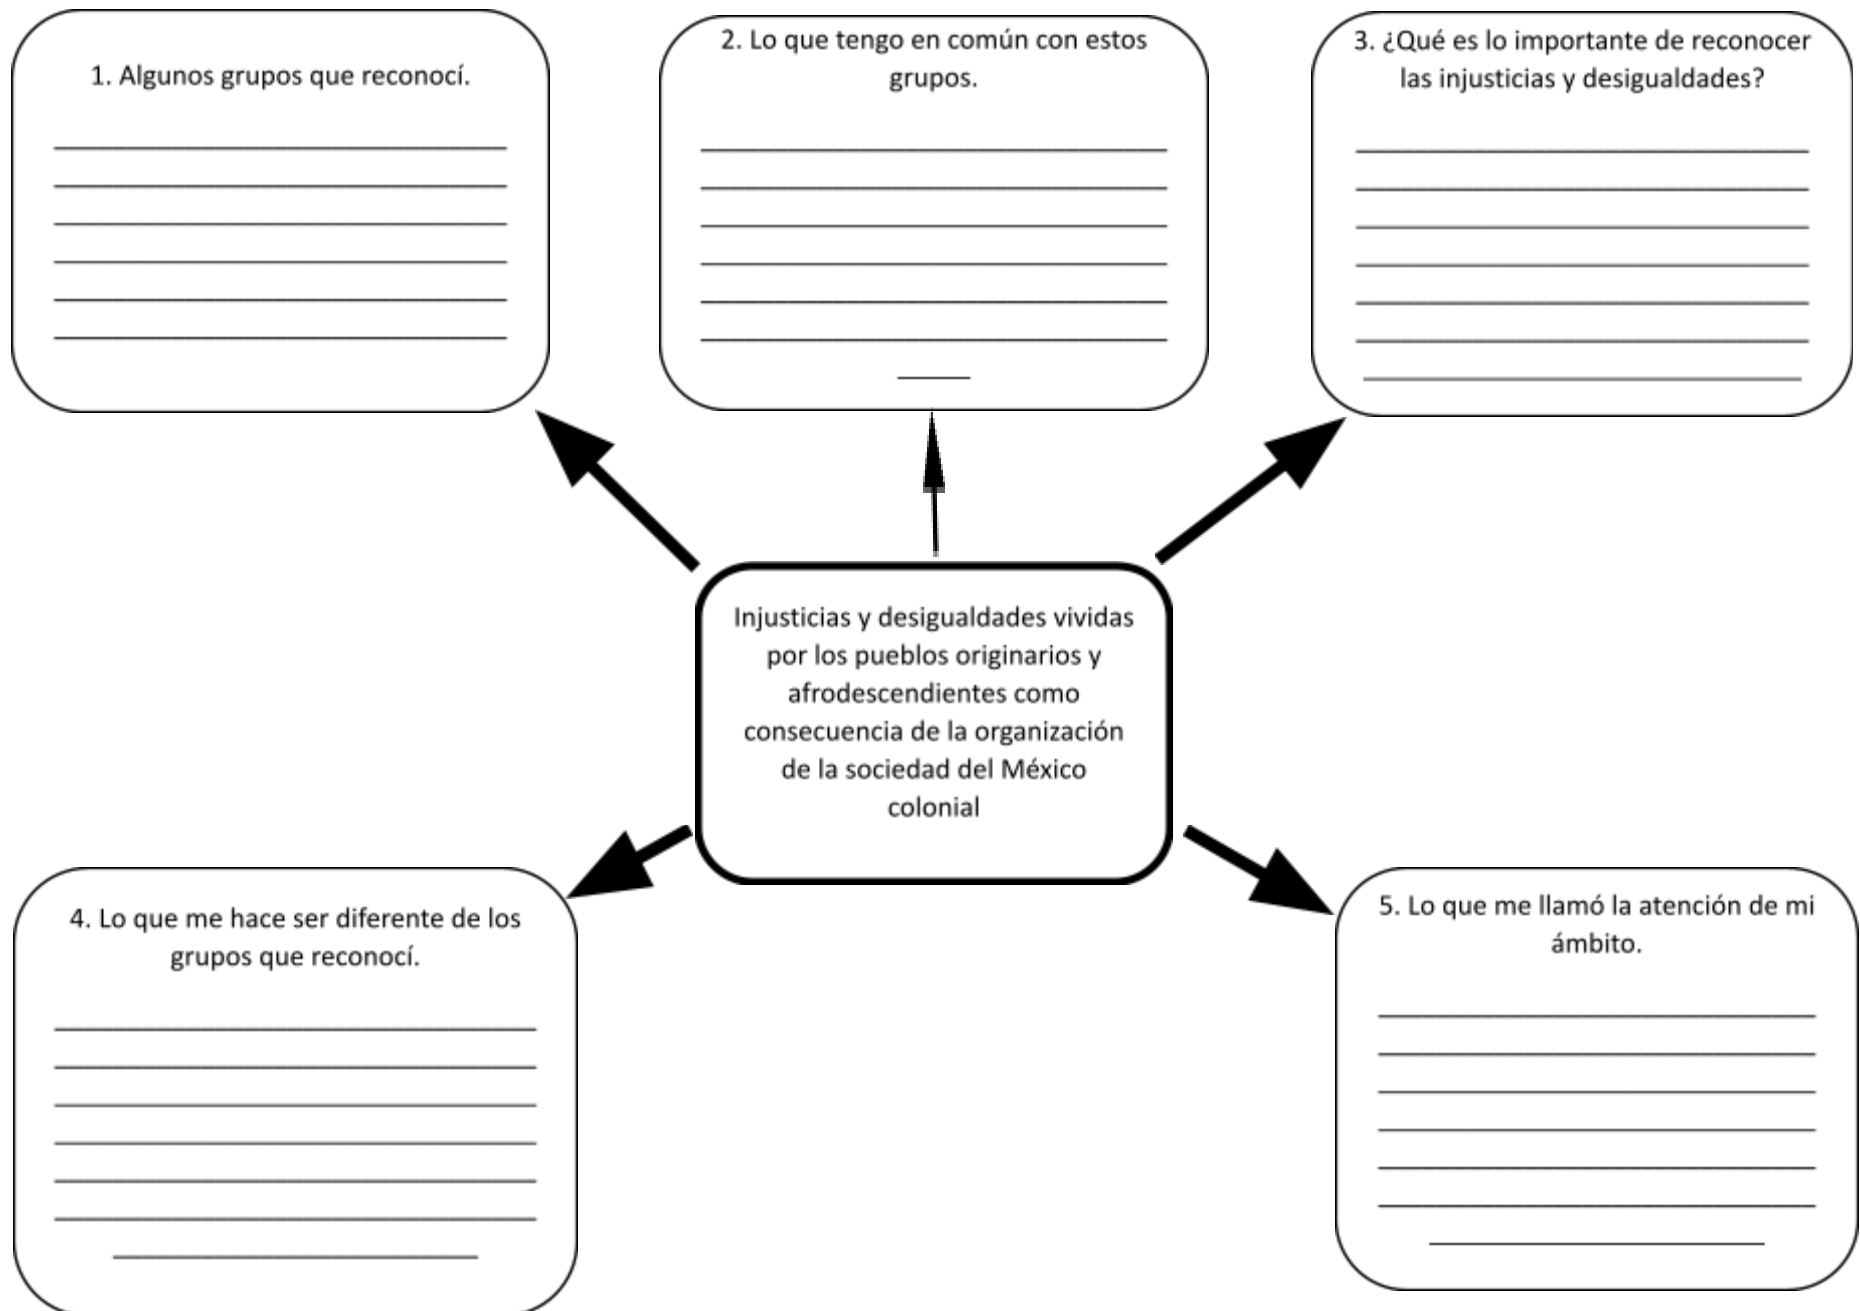 1. Algunos grupos que reconocí.
2. Lo que tengo en común con estos
grupos.
3. ¿Qué es lo importante de reconocer
las injusticias y desigualdades?
Injusticias y desigualdades vividas
por los pueblos originarios y
afrodescendientes como
consecuencia de la organización
de la sociedad del México
colonial
4. Lo que me hace ser diferente de los
grupos que reconocí.
5. Lo que me llamó la atención de mi
ámbito.